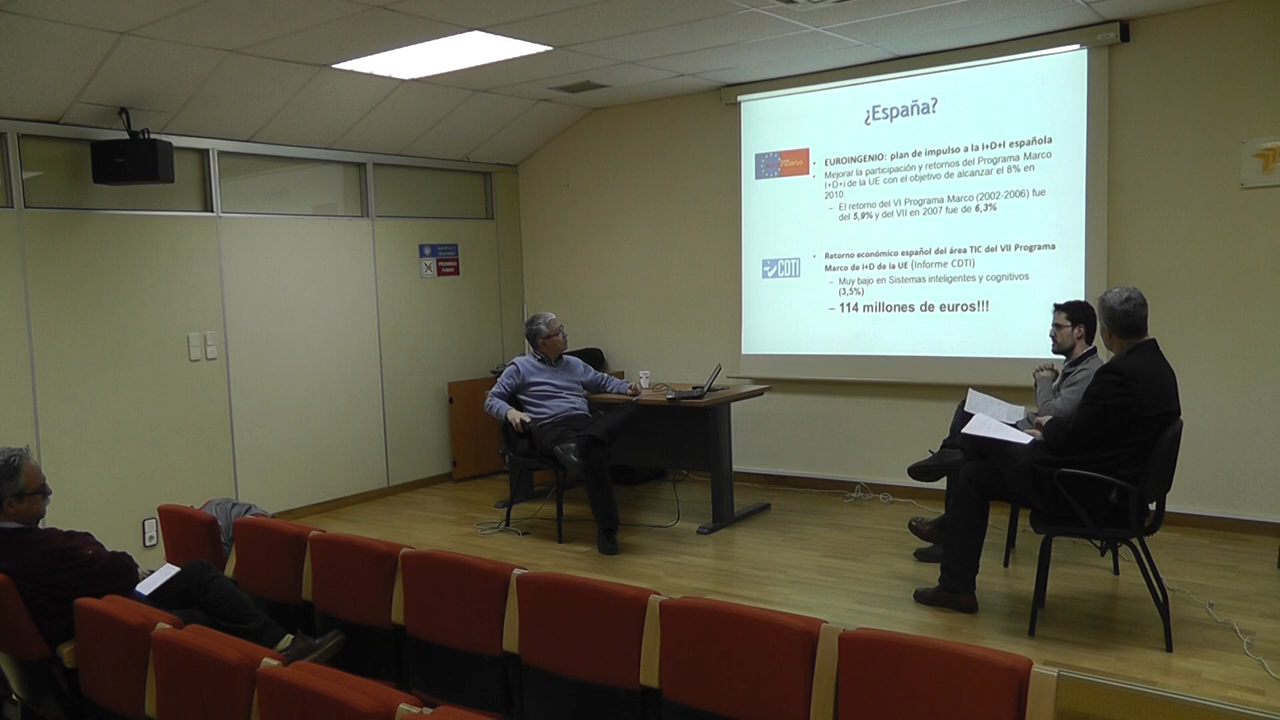 ¿España?
EUROINGENIO: plan de impulso a la I+D+I española
Mejorar la participación y retornos del Programa Marco
I+D+i de la UE con el objetivo de alcanzar el 8% en
2010
– El retorno del VI Programa Marco (2002-2006) fue
del 5,9% y del VII en 2007 fue de 6,3%
CDTI
Retorno económico español del área TIC del VII Programa
Marco de I+D de la UE (Informe CDTI)
– Muy bajo en Sistemas inteligentes y cognitivos
(3,5%)
– 114 millones de euros!!!